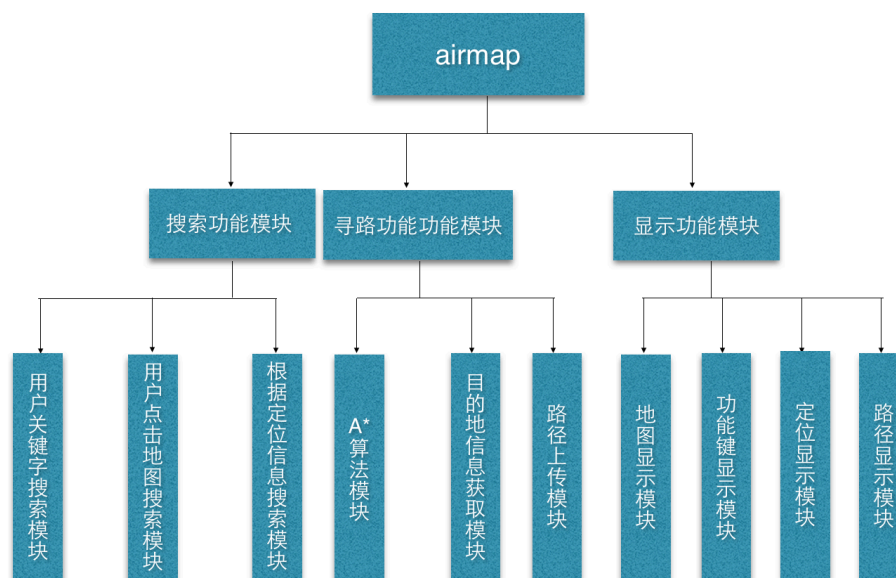 airmap
搜索功能模块
寻路功能功能模块
显示功能模块
用户关键字搜索模块
用户点击地图搜索模块
根据定位信息搜索模块
A*算法模块
目的地信息获取模块
路径上传模块
地图显示模块
功能键显示模块
定位显示模块
路径显示模块